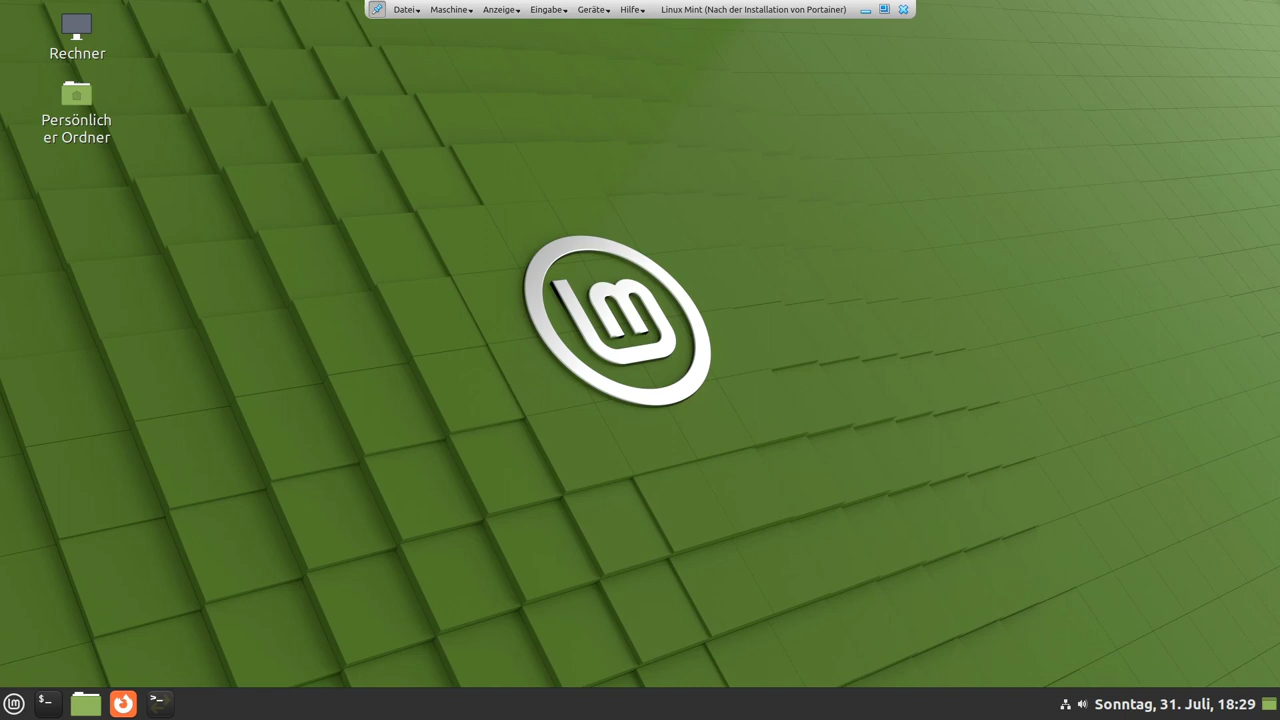 Datei Maschine Anzeige Eingabe Geräte Hilfe Linux Mint (Nach der Installation von Portainer)
Rechner
Persönlich
er Ordner
lm
$_ >_ Sonntag, 31. Juli, 18:29